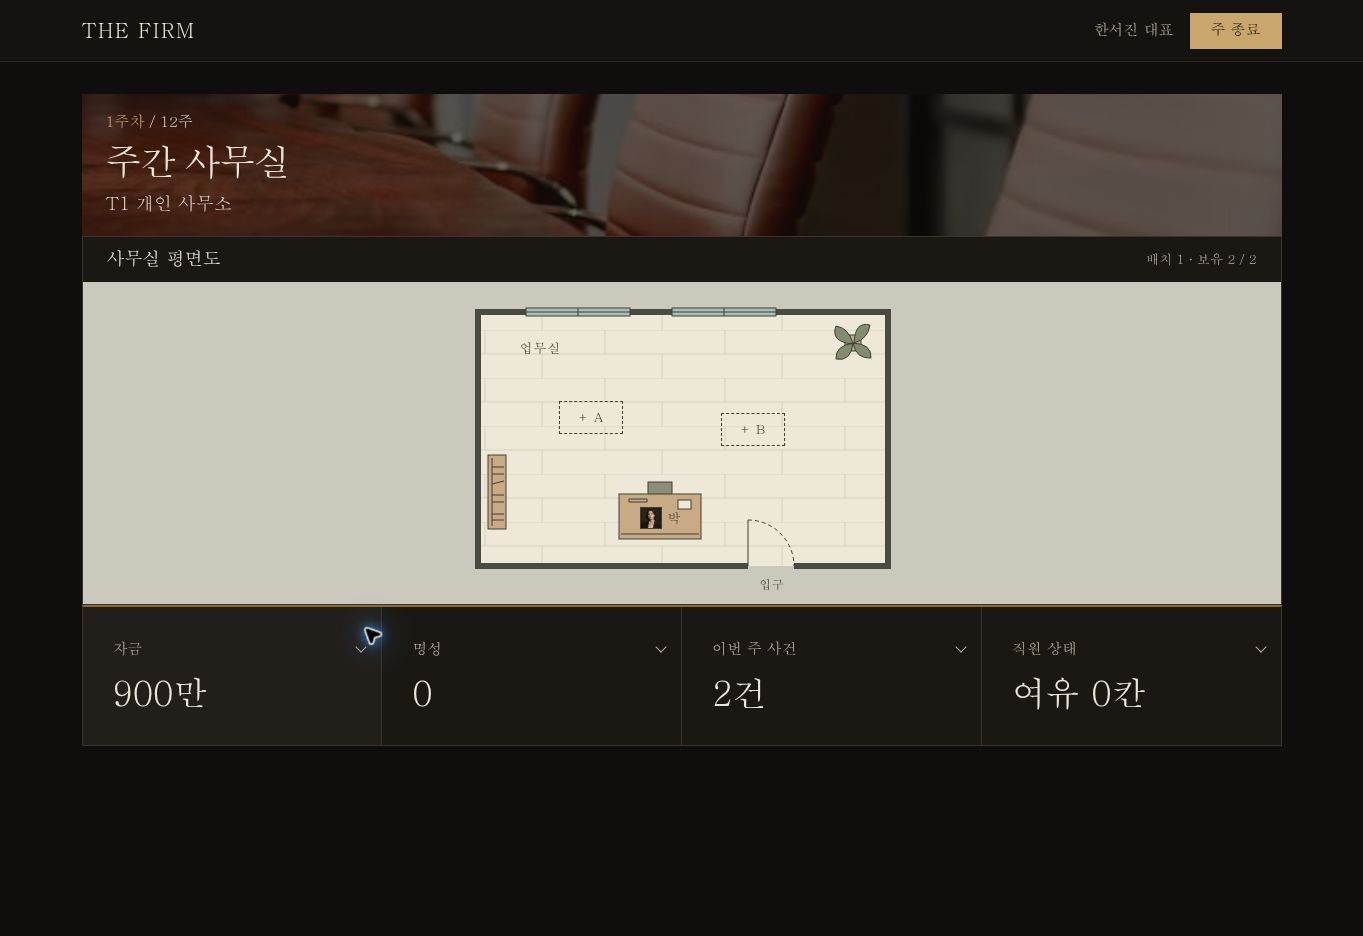 THE FIRM
한서진 대표
주 종료
1주차 / 12주
주간 사무실
T1 개인 사무소
사무실 평면도
배치 1 · 보유 2 / 2
업무실
+ A
+ B
박
입구
자금
900만
명성
0
이번 주 사건
2건
직원 상태
여유 0칸